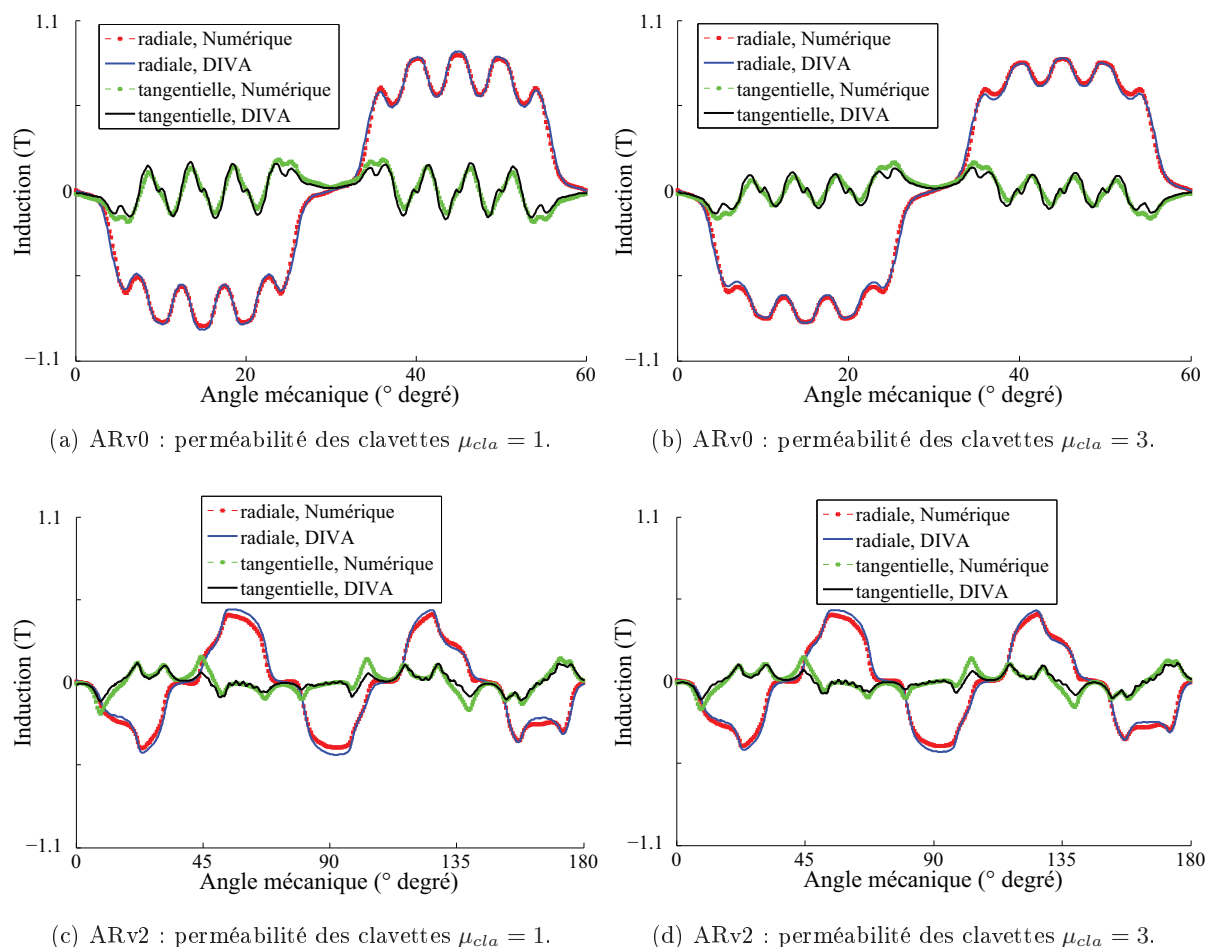 1.1
radiale, Numérique
radiale, DIVA
tangentielle, Numérique
tangentielle, DIVA
Induction (T)
0
−1.1
0
20
40
60
Angle mécanique (° degré)
(a) ARv0 : perméabilité des clavettes μcla = 1.
1.1
radiale, Numérique
radiale, DIVA
tangentielle, Numérique
tangentielle, DIVA
Induction (T)
0
−1.1
0
20
40
60
Angle mécanique (° degré)
(b) ARv0 : perméabilité des clavettes μcla = 3.
1.1
radiale, Numérique
radiale, DIVA
tangentielle, Numérique
tangentielle, DIVA
Induction (T)
0
−1.1
0
45
90
135
180
Angle mécanique (° degré)
(c) ARv2 : perméabilité des clavettes μcla = 1.
1.1
radiale, Numérique
radiale, DIVA
tangentielle, Numérique
tangentielle, DIVA
Induction (T)
0
−1.1
0
45
90
135
180
Angle mécanique (° degré)
(d) ARv2 : perméabilité des clavettes μcla = 3.